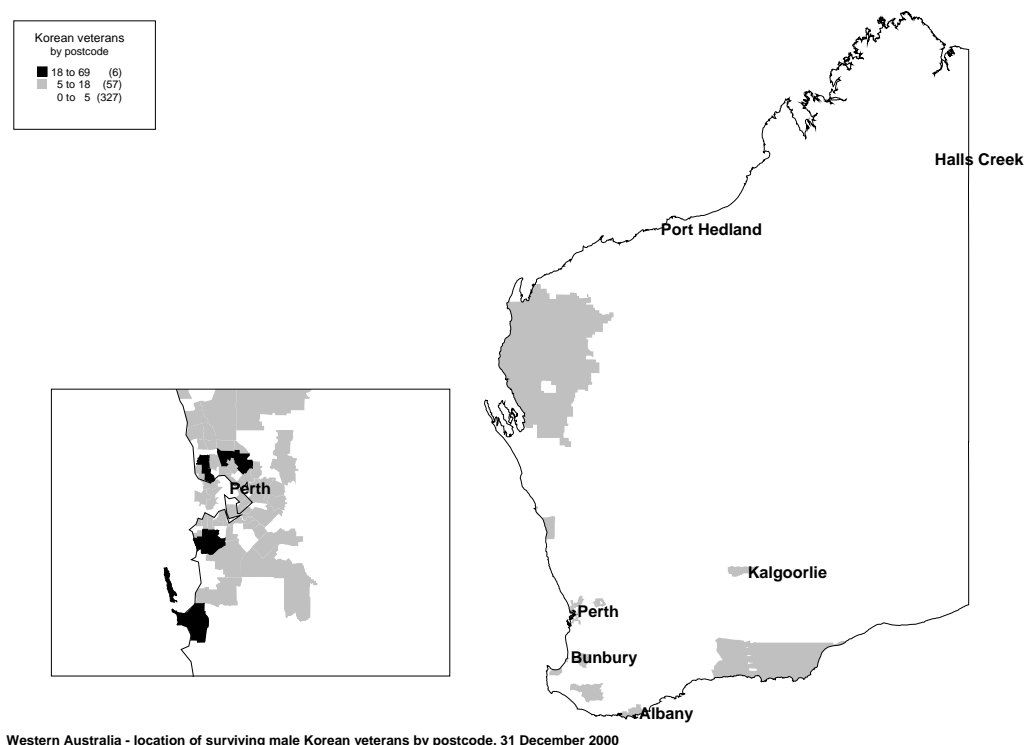 Korean veterans
by postcode
18 to 69 (6)
5 to 18 (57)
0 to 5 (327)
Halls Creek
Port Hedland
Perth
Kalgoorlie
Perth
Bunbury
Albany
Western Australia - location of surviving male Korean veterans by postcode, 31 December 2000